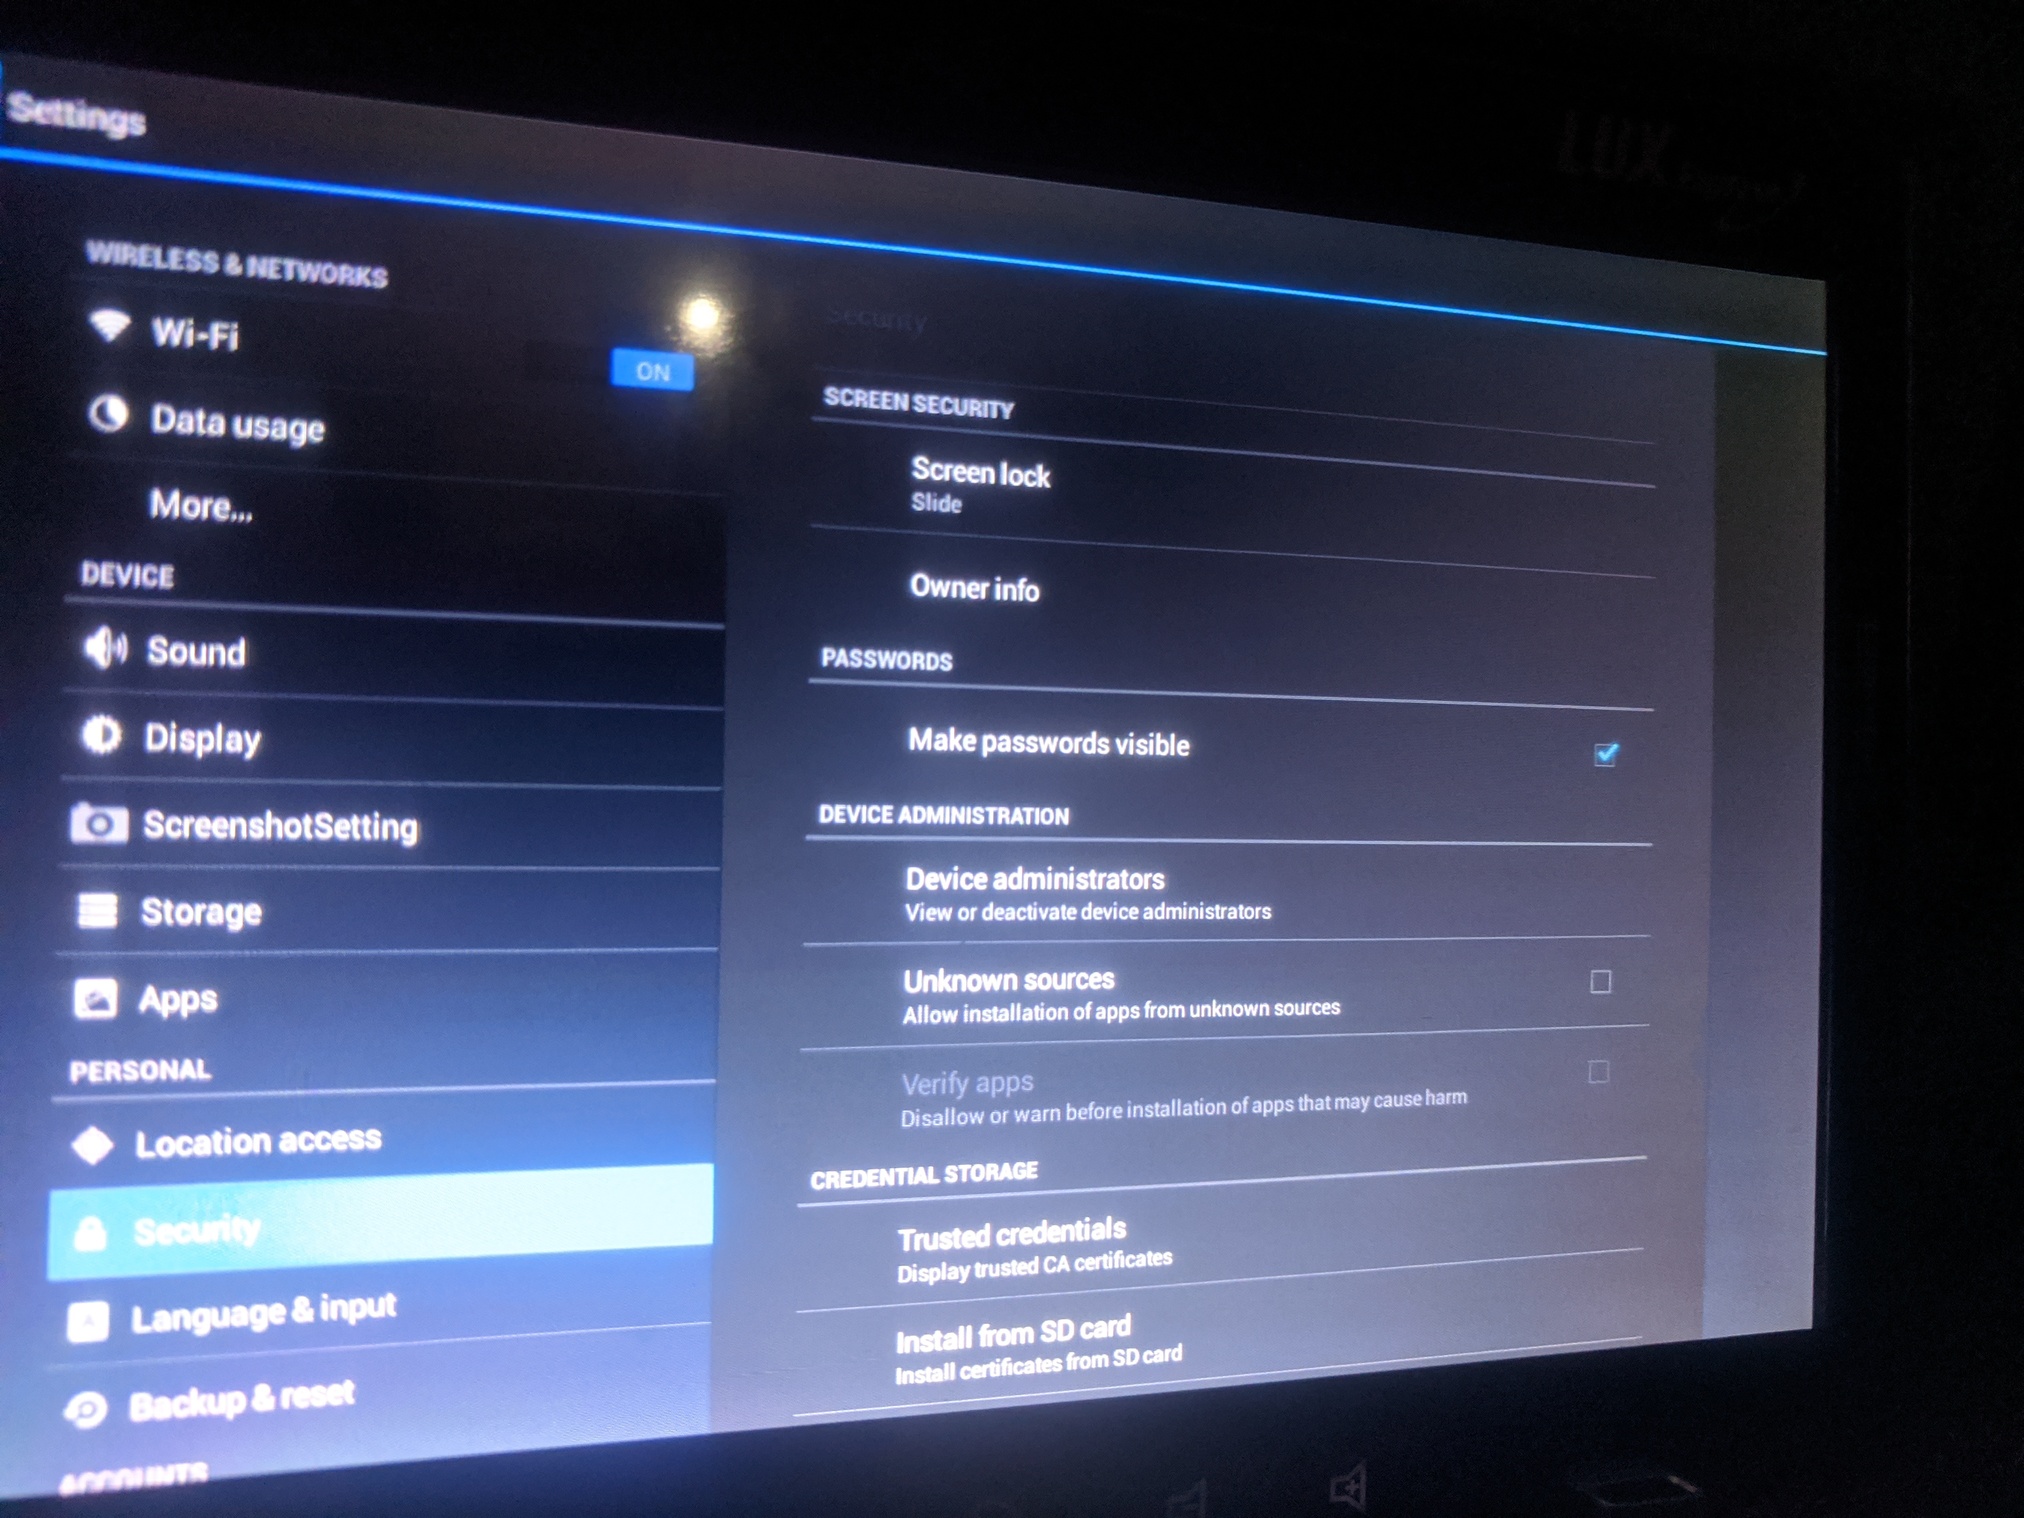 Settings
WIRELESS & NETWORKS
Wi-Fi
ON
Data usage
More...
DEVICE
Sound
Display
ScreenshotSetting
Storage
Apps
PERSONAL
Location access
Security
Language & input
Backup & reset
ACCOUNTS
Security
SCREEN SECURITY
Screen lock
Slide
Owner info
PASSWORDS
Make passwords visible
DEVICE ADMINISTRATION
Device administrators
View or deactivate device administrators
Unknown sources
Allow installation of apps from unknown sources
Verify apps
Disallow or warn before installation of apps that may cause harm
CREDENTIAL STORAGE
Trusted credentials
Display trusted CA certificates
Install from SD card
Install certificates from SD card
LUX